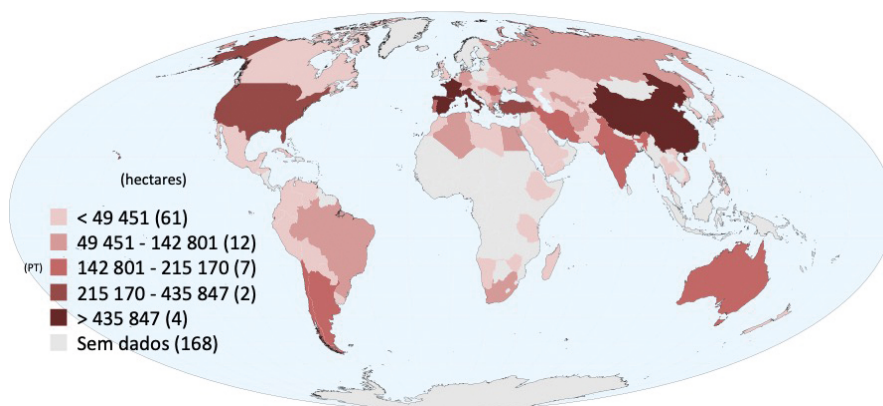 (hectares)
< 49 451 (61)
49 451 - 142 801 (12)
(PT) 142 801 - 215 170 (7)
215 170 - 435 847 (2)
> 435 847 (4)
Sem dados (168)